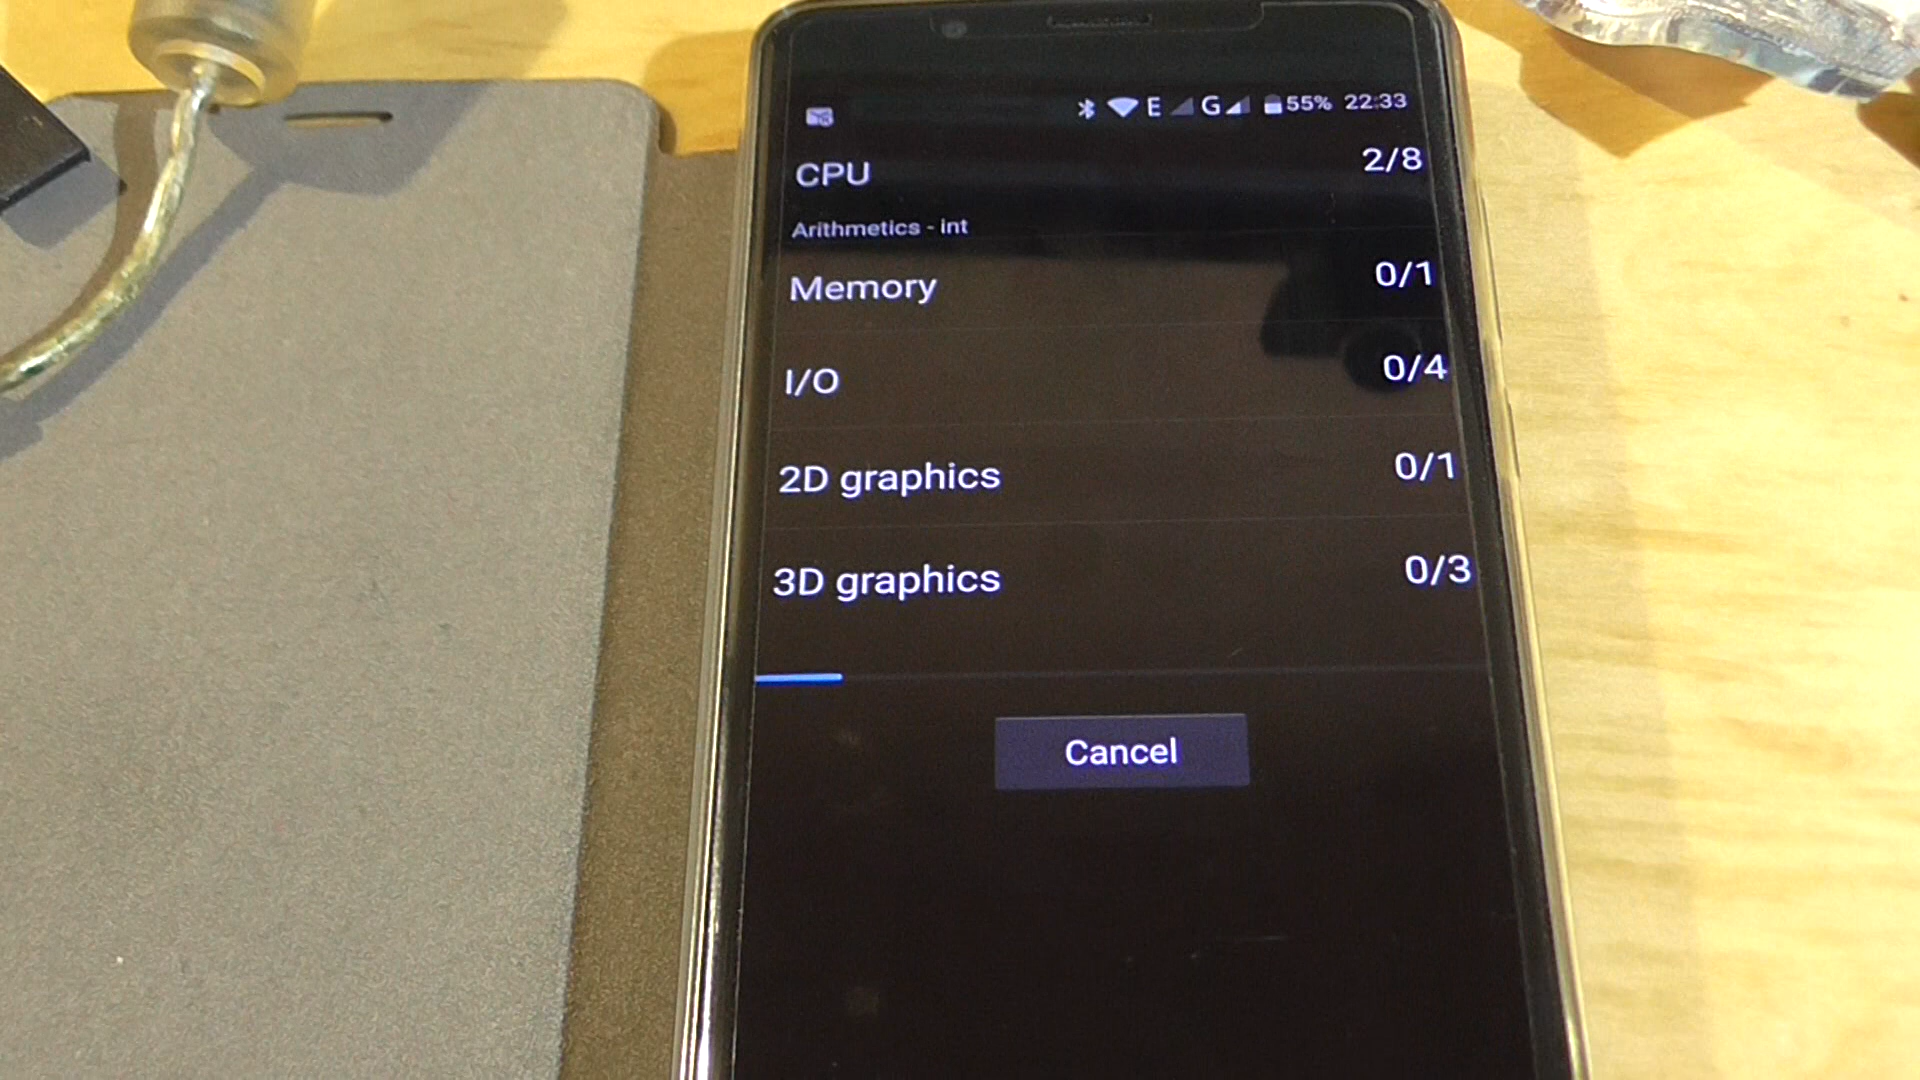 E G 55% 22:33
CPU 2/8
Arithmetics - int
Memory 0/1
I/O 0/4
2D graphics 0/1
3D graphics 0/3
Cancel